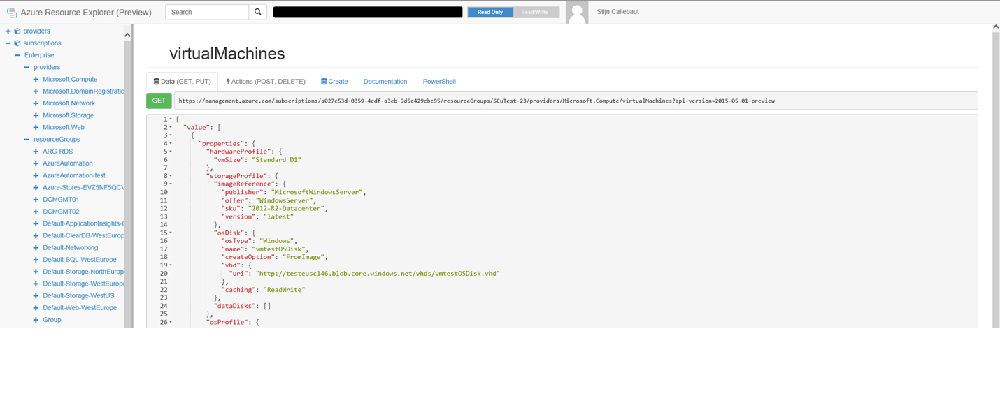 Azure Resource Explorer (Preview) Search Read Only Read/Write Stijn Callebaut
providers
subscriptions
Enterprise
providers
Microsoft.Compute
Microsoft.DomainRegistratic
Microsoft.Network
Microsoft.Storage
Microsoft.Web
resourceGroups
ARG-RDS
AzureAutomation
AzureAutomation-test
Azure-Stores-EVZ5NF5QCV
DCMGMT01
DCMGMT02
Default-ApplicationInsights-C
Default-ClearDB-WestEurop
Default-Networking
Default-SQL-WestEurope
Default-Storage-NorthEurop
Default-Storage-WestEurope
Default-Storage-WestUS
Default-Web-WestEurope
Group
virtualMachines
Data (GET, PUT) Actions (POST, DELETE) Create Documentation PowerShell
GET https://management.azure.com/subscriptions/a027c53d-0359-4edf-a3eb-9d5c429cbc95/resourceGroups/SCuTest-23/providers/Microsoft.Compute/virtualMachines?api-version=2015-05-01-preview
1 {
2 "value": [
3 {
4 "properties": {
5 "hardwareProfile": {
6 "vmSize": "Standard_D1"
7 },
8 "storageProfile": {
9 "imageReference": {
10 "publisher": "MicrosoftWindowsServer",
11 "offer": "WindowsServer",
12 "sku": "2012-R2-Datacenter",
13 "version": "latest"
14 },
15 "osDisk": {
16 "osType": "Windows",
17 "name": "vmtestOSDisk",
18 "createOption": "FromImage",
19 "vhd": {
20 "uri": "http://testeusc146.blob.core.windows.net/vhds/vmtestOSDisk.vhd"
21 },
22 "caching": "ReadWrite"
23 },
24 "dataDisks": []
25 },
26 "osProfile": {